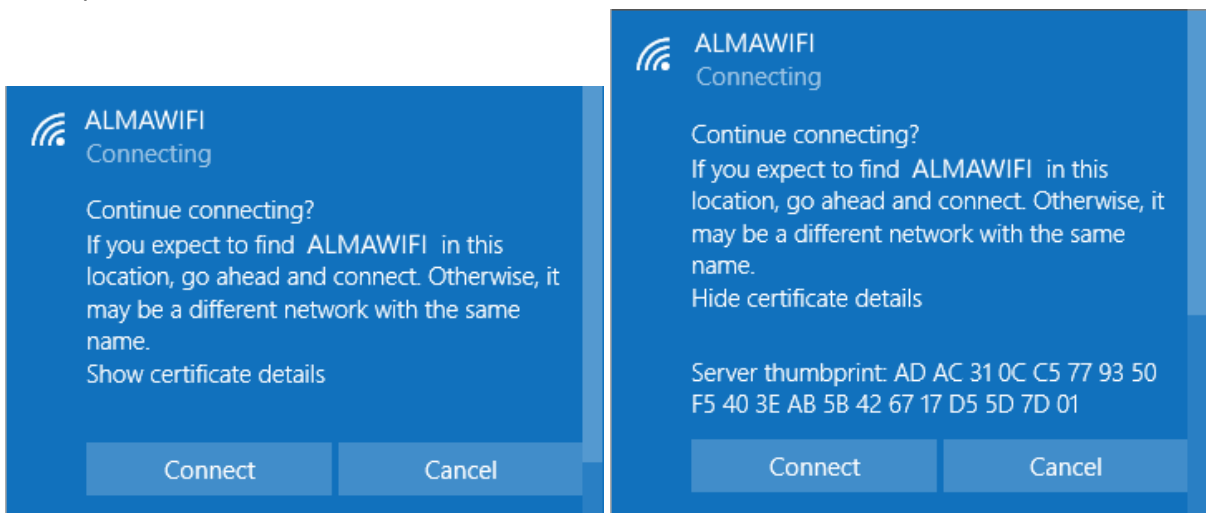 ALMAWIFI
Connecting
Continue connecting?
If you expect to find ALMAWIFI in this
location, go ahead and connect. Otherwise, it
may be a different network with the same
name.
Show certificate details
Connect
Cancel
ALMAWIFI
Connecting
Continue connecting?
If you expect to find ALMAWIFI in this
location, go ahead and connect. Otherwise, it
may be a different network with the same
name.
Hide certificate details
Server thumbprint: AD AC 31 0C C5 77 93 50
F5 40 3E AB 5B 42 67 17 D5 5D 7D 01
Connect
Cancel